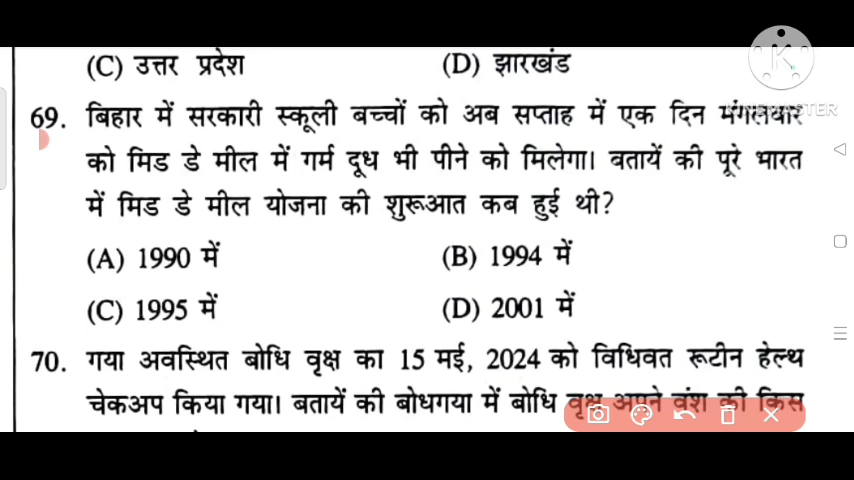 (C) उत्तर प्रदेश (D) झारखंड
KINEMASTER
69. बिहार में सरकारी स्कूली बच्चों को अब सप्ताह में एक दिन मंगलवार
को मिड डे मील में गर्म दूध भी पीने को मिलेगा। बतायें की पूरे भारत
में मिड डे मील योजना की शुरूआत कब हुई थी?
(A) 1990 में (B) 1994 में
(C) 1995 में (D) 2001 में
70. गया अवस्थित बोधि वृक्ष का 15 मई, 2024 को विधिवत रूटीन हेल्थ
चेकअप किया गया। बतायें की बोधगया में बोधि वृक्ष अपने वंश की किस